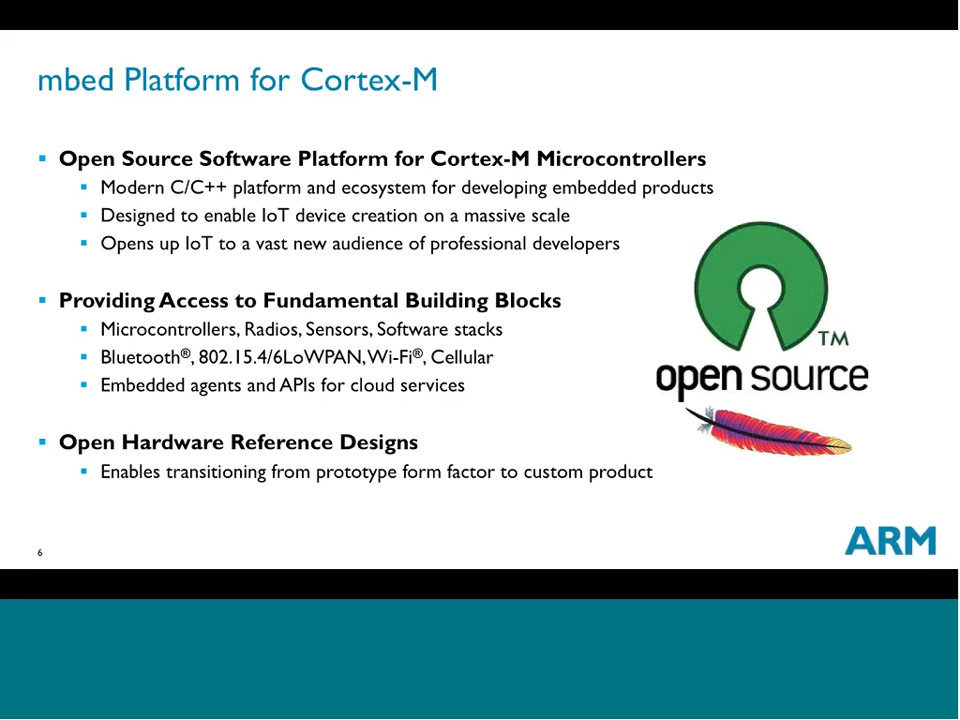 mbed Platform for Cortex-M
Open Source Software Platform for Cortex-M Microcontrollers
Modern C/C++ platform and ecosystem for developing embedded products
Designed to enable IoT device creation on a massive scale
Opens up IoT to a vast new audience of professional developers
Providing Access to Fundamental Building Blocks
Microcontrollers, Radios, Sensors, Software stacks
Bluetooth®, 802.15.4/6LoWPAN, Wi-Fi®, Cellular
Embedded agents and APIs for cloud services
TM
open source
Open Hardware Reference Designs
Enables transitioning from prototype form factor to custom product
6
ARM